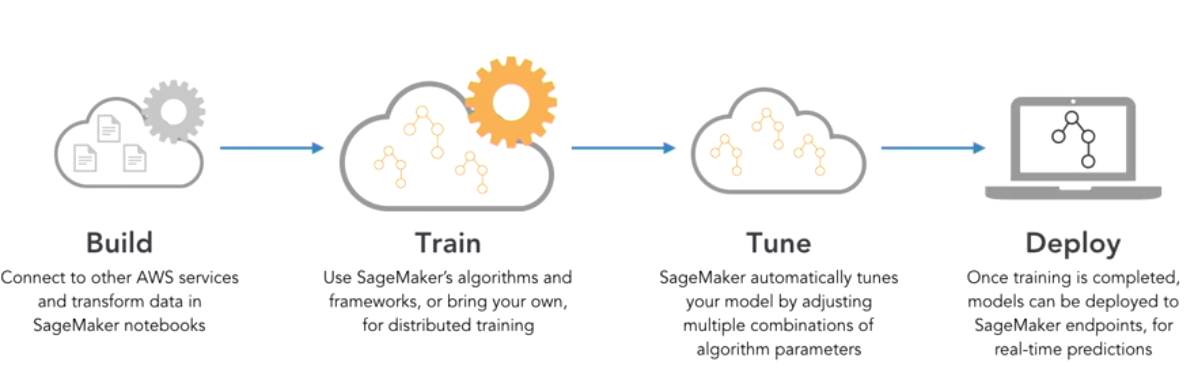 Build
Connect to other AWS services
and transform data in
SageMaker notebooks
Train
Use SageMaker's algorithms and
frameworks, or bring your own,
for distributed training
Tune
SageMaker automatically tunes
your model by adjusting
multiple combinations of
algorithm parameters
Deploy
Once training is completed,
models can be deployed to
SageMaker endpoints, for
real-time predictions